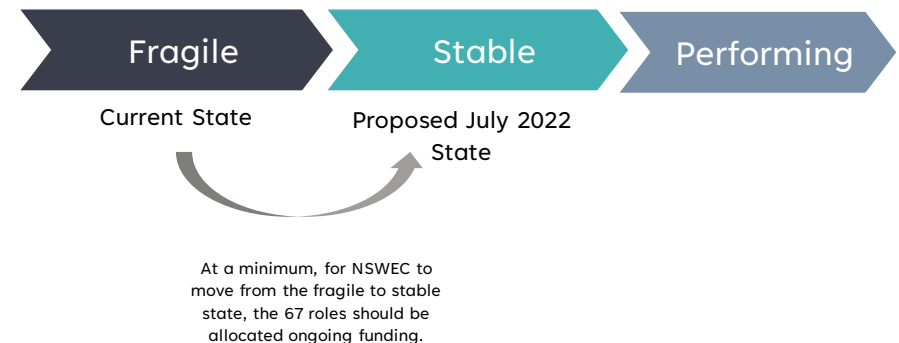 Fragile
Stable
Performing
Current State
Proposed July 2022
State
At a minimum, for NSWEC to
move from the fragile to stable
state, the 67 roles should be
allocated ongoing funding.